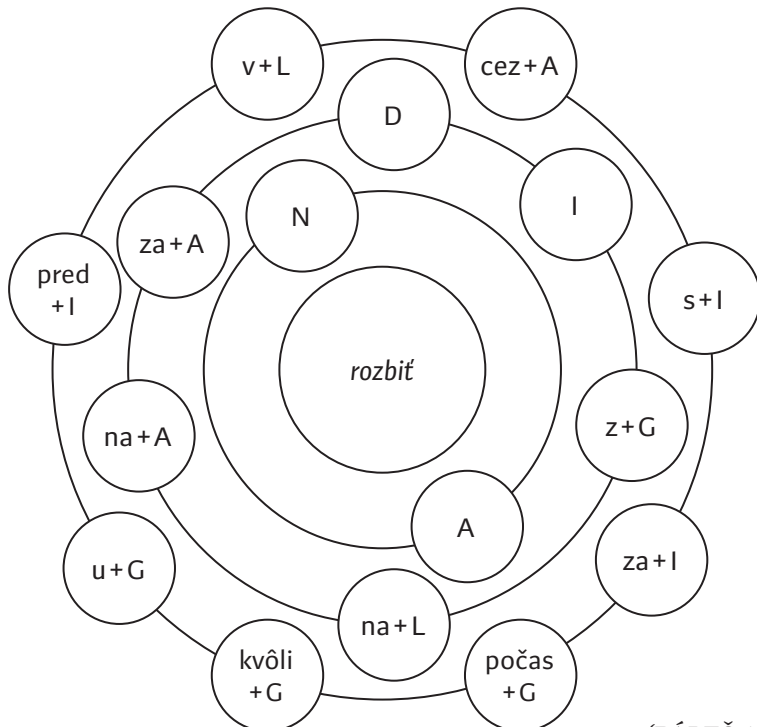 v+L
cez+A
D
N
I
za+A
pred
+I
s+I
rozbiť
na+A
z+G
A
u+G
za+I
na+L
kvôli
+G
počas
+G